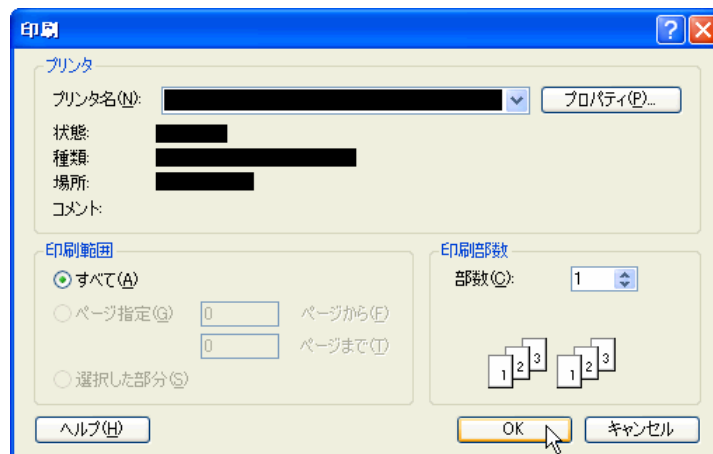 印刷
プリンタ
プリンタ名(N):
プロパティ(P)...
状態:
種類:
場所:
コメント:
印刷範囲
すべて(A)
ページ指定(G) 0 ページから(F)
0 ページまで(T)
選択した部分(S)
印刷部数
部数(C): 1
1 2 3 1 2 3
ヘルプ(H)
OK
キャンセル